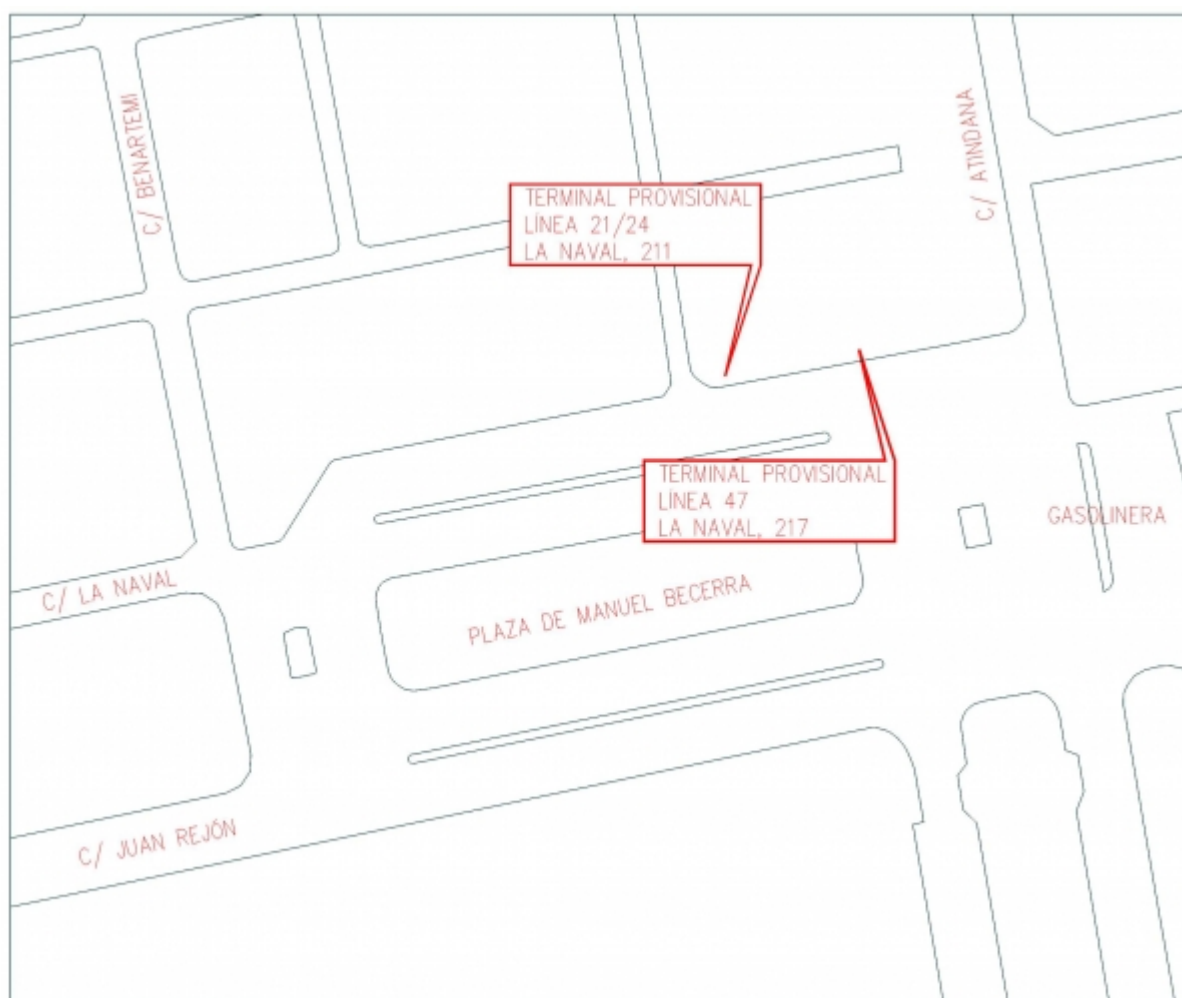 C/ BENARTEMI
C/ ATINDANA
TERMINAL PROVISIONAL
LÍNEA 21/24
LA NAVAL, 211
TERMINAL PROVISIONAL
LÍNEA 47
LA NAVAL, 217
GASOLINERA
C/ LA NAVAL
PLAZA DE MANUEL BECERRA
C/ JUAN REJÓN